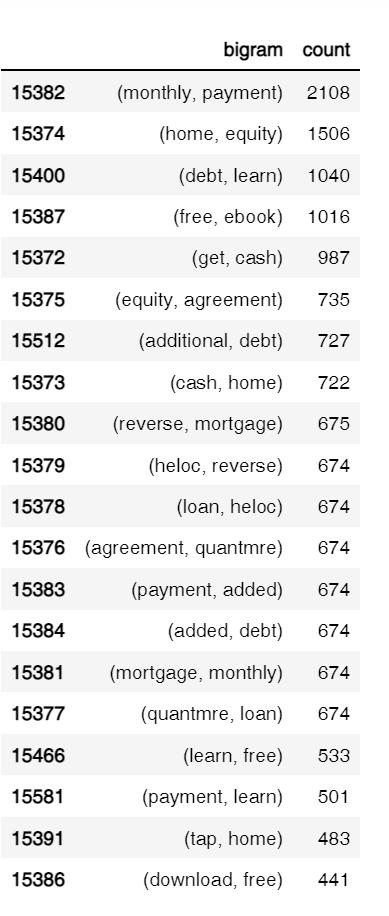 bigram count
15382 (monthly, payment) 2108
15374 (home, equity) 1506
15400 (debt, learn) 1040
15387 (free, ebook) 1016
15372 (get, cash) 987
15375 (equity, agreement) 735
15512 (additional, debt) 727
15373 (cash, home) 722
15380 (reverse, mortgage) 675
15379 (heloc, reverse) 674
15378 (loan, heloc) 674
15376 (agreement, quantmre) 674
15383 (payment, added) 674
15384 (added, debt) 674
15381 (mortgage, monthly) 674
15377 (quantmre, loan) 674
15466 (learn, free) 533
15581 (payment, learn) 501
15391 (tap, home) 483
15386 (download, free) 441